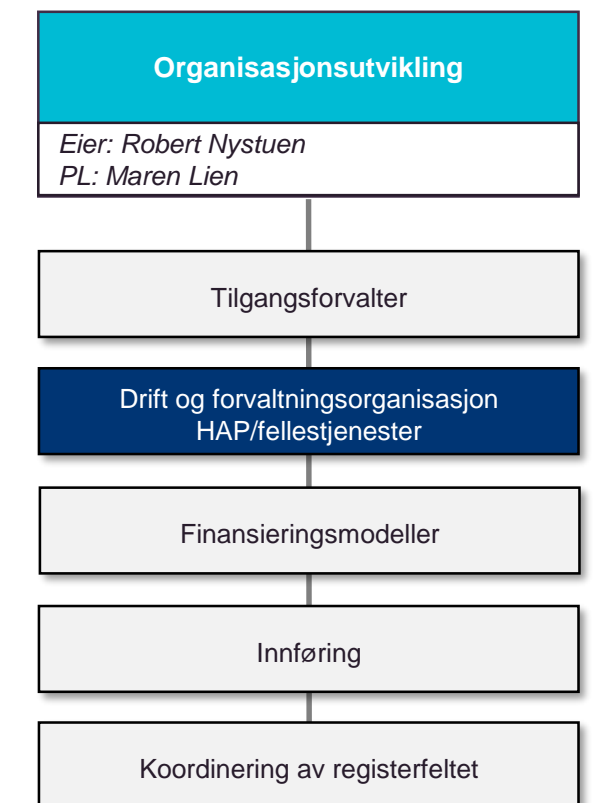 Organisasjonsutvikling
Eier: Robert Nystuen
PL: Maren Lien
Tilgangsforvalter
Drift og forvaltningsorganisasjon
HAP/fellestjenester
Finansieringsmodeller
Innføring
Koordinering av registerfeltet